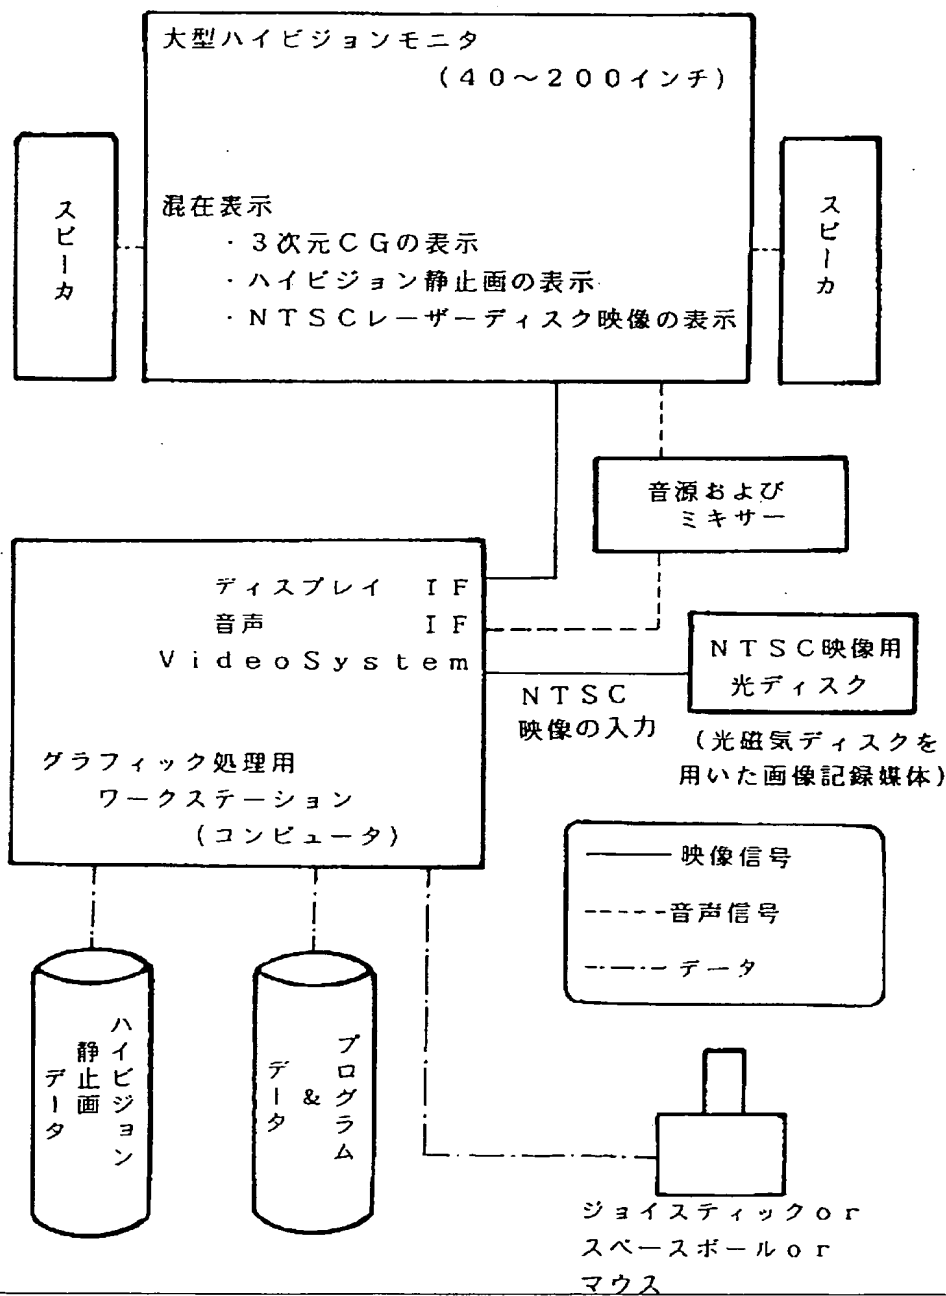 大型ハイビジョンモニタ
(40～200インチ)
スピーカ
混在表示
・3次元CGの表示
・ハイビジョン静止画の表示
・NTSCレーザーディスク映像の表示
スピーカ
音源および
ミキサー
ディスプレイ IF
音声 IF
VideoSystem
NTSC
映像の入力
NTSC映像用
光ディスク
(光磁気ディスクを
用いた画像記録媒体)
グラフィック処理用
ワークステーション
(コンピュータ)
映像信号
音声信号
データ
ハイビジョン
静止画
データ
プログラム
&
データ
ジョイスティックor
スペースボールor
マウス